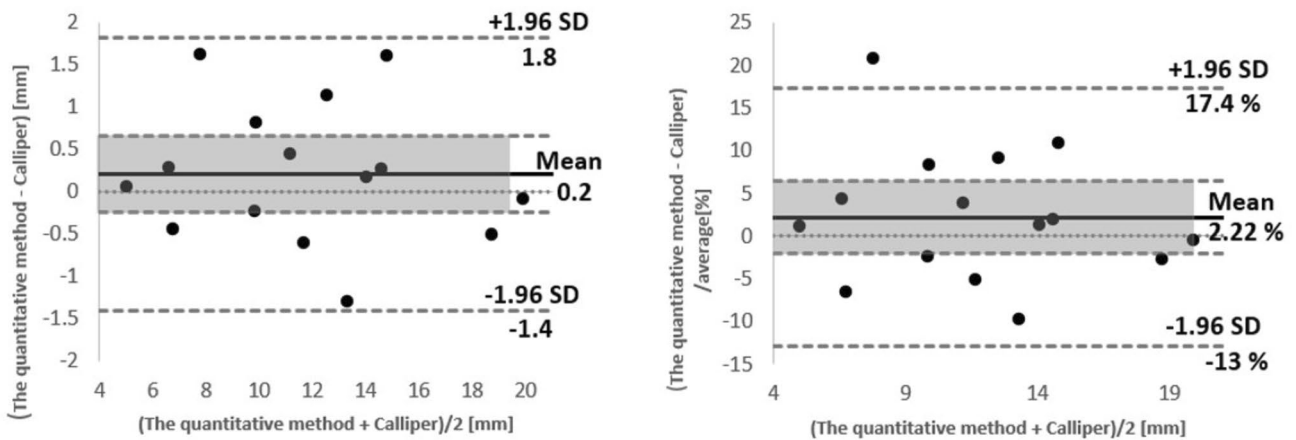 (The quantitative method - Calliper) [mm]
2
1.5
1
0.5
0
-0.5
-1
-1.5
-2
+1.96 SD
1.8
Mean
0.2
-1.96 SD
-1.4
4 6 8 10 12 14 16 18 20
(The quantitative method + Calliper)/2 [mm]
(The quantitative method - Calliper)
/average[%]
25
20
15
10
5
0
-5
-10
-15
+1.96 SD
17.4 %
Mean
2.22 %
-1.96 SD
-13 %
4 9 14 19
(The quantitative method + Calliper)/2 [mm]